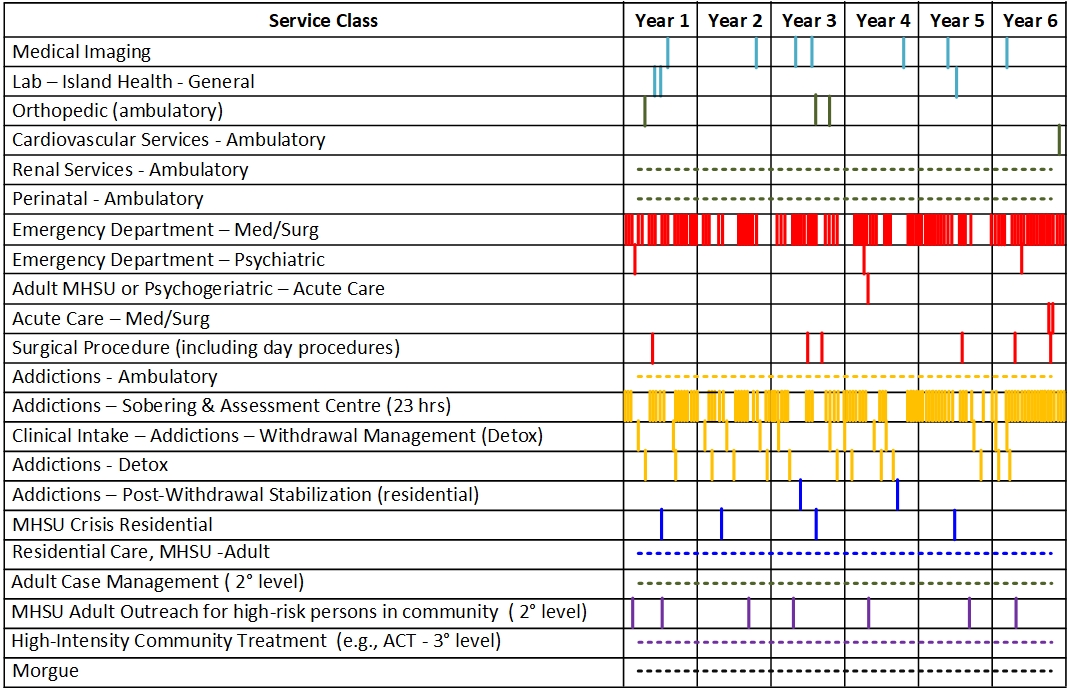 Service Class Year 1 Year 2 Year 3 Year 4 Year 5 Year 6
Medical Imaging
Lab – Island Health - General
Orthopedic (ambulatory)
Cardiovascular Services - Ambulatory
Renal Services - Ambulatory
Perinatal - Ambulatory
Emergency Department – Med/Surg
Emergency Department – Psychiatric
Adult MHSU or Psychogeriatric – Acute Care
Acute Care – Med/Surg
Surgical Procedure (including day procedures)
Addictions - Ambulatory
Addictions – Sobering & Assessment Centre (23 hrs)
Clinical Intake – Addictions – Withdrawal Management (Detox)
Addictions - Detox
Addictions – Post-Withdrawal Stabilization (residential)
MHSU Crisis Residential
Residential Care, MHSU -Adult
Adult Case Management ( 2° level)
MHSU Adult Outreach for high-risk persons in community ( 2° level)
High-Intensity Community Treatment (e.g., ACT - 3° level)
Morgue